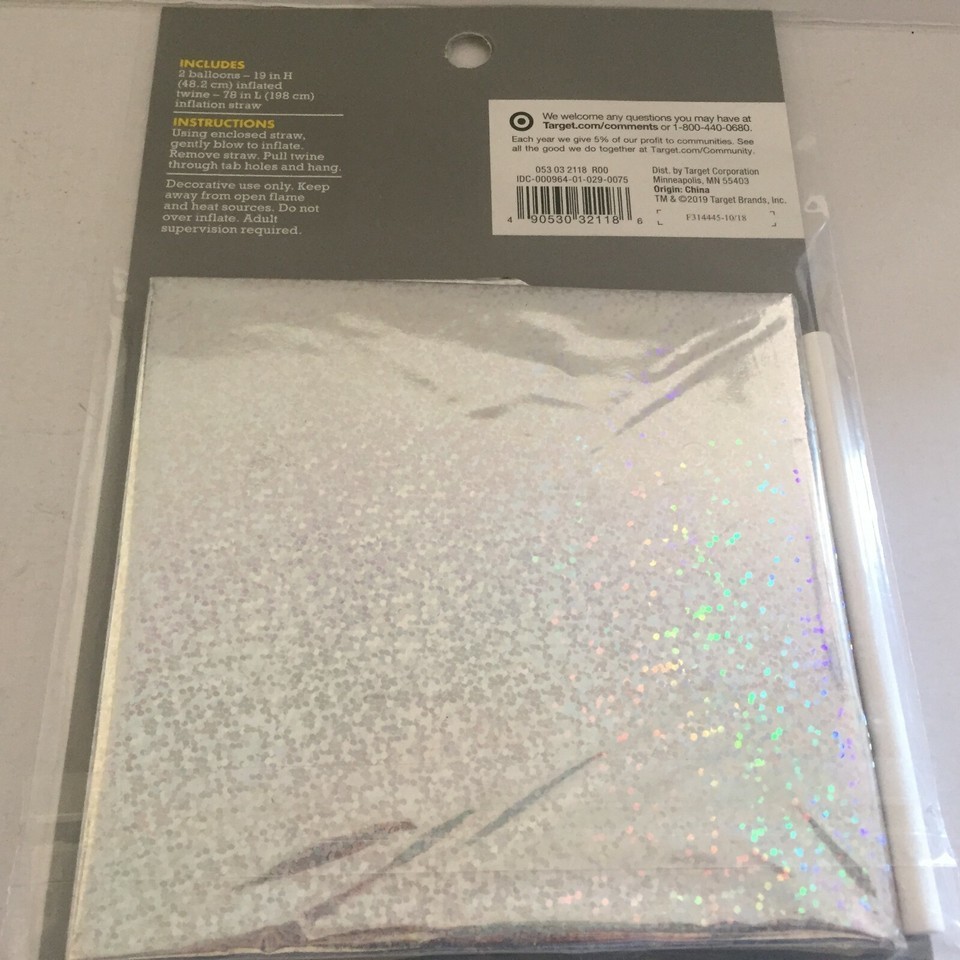 INCLUDES
2 balloons – 19 in H
(48.2 cm) inflated
twine – 78 in L (198 cm)
inflation straw
INSTRUCTIONS
Using enclosed straw,
gently blow to inflate.
Remove straw. Pull twine
through tab holes and hang.
Decorative use only. Keep
away from open flame
and heat sources. Do not
over inflate. Adult
supervision required.
We welcome any questions you may have at
Target.com/comments or 1-800-440-0680.
Each year we give 5% of our profit to communities. See
all the good we do together at Target.com/Community.
053 03 2118 R00
IDC-000964-01-029-0075
4 90530 32118 6
Dist. by Target Corporation
Minneapolis, MN 55403
Origin: China
TM & ©2019 Target Brands, Inc.
F314445-10/18